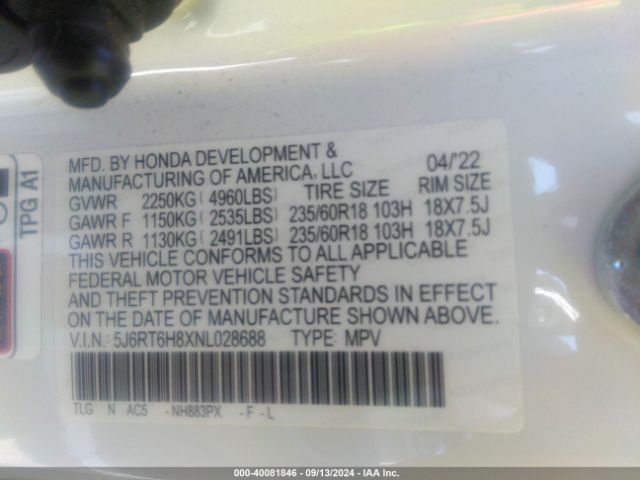 MFD. BY HONDA DEVELOPMENT &
MANUFACTURING OF AMERICA, LLC 04/'22
GVWR 2250KG ( 4960LBS) TIRE SIZE RIM SIZE
GAWR F 1150KG ( 2535LBS) 235/60R18 103H 18X7.5J
GAWR R 1130KG ( 2491LBS) 235/60R18 103H 18X7.5J
THIS VEHICLE CONFORMS TO ALL APPLICABLE
FEDERAL MOTOR VEHICLE SAFETY
AND THEFT PREVENTION STANDARDS IN EFFECT
ON THE DATE OF MANUFACTURE SHOWN ABOVE.
V.I.N.: 5J6RT6H8XNL028688 TYPE: MPV
TLG N AC5 -NH883PX -F-L
TPG A1
000-40081846 - 09/13/2024 - IAA Inc.